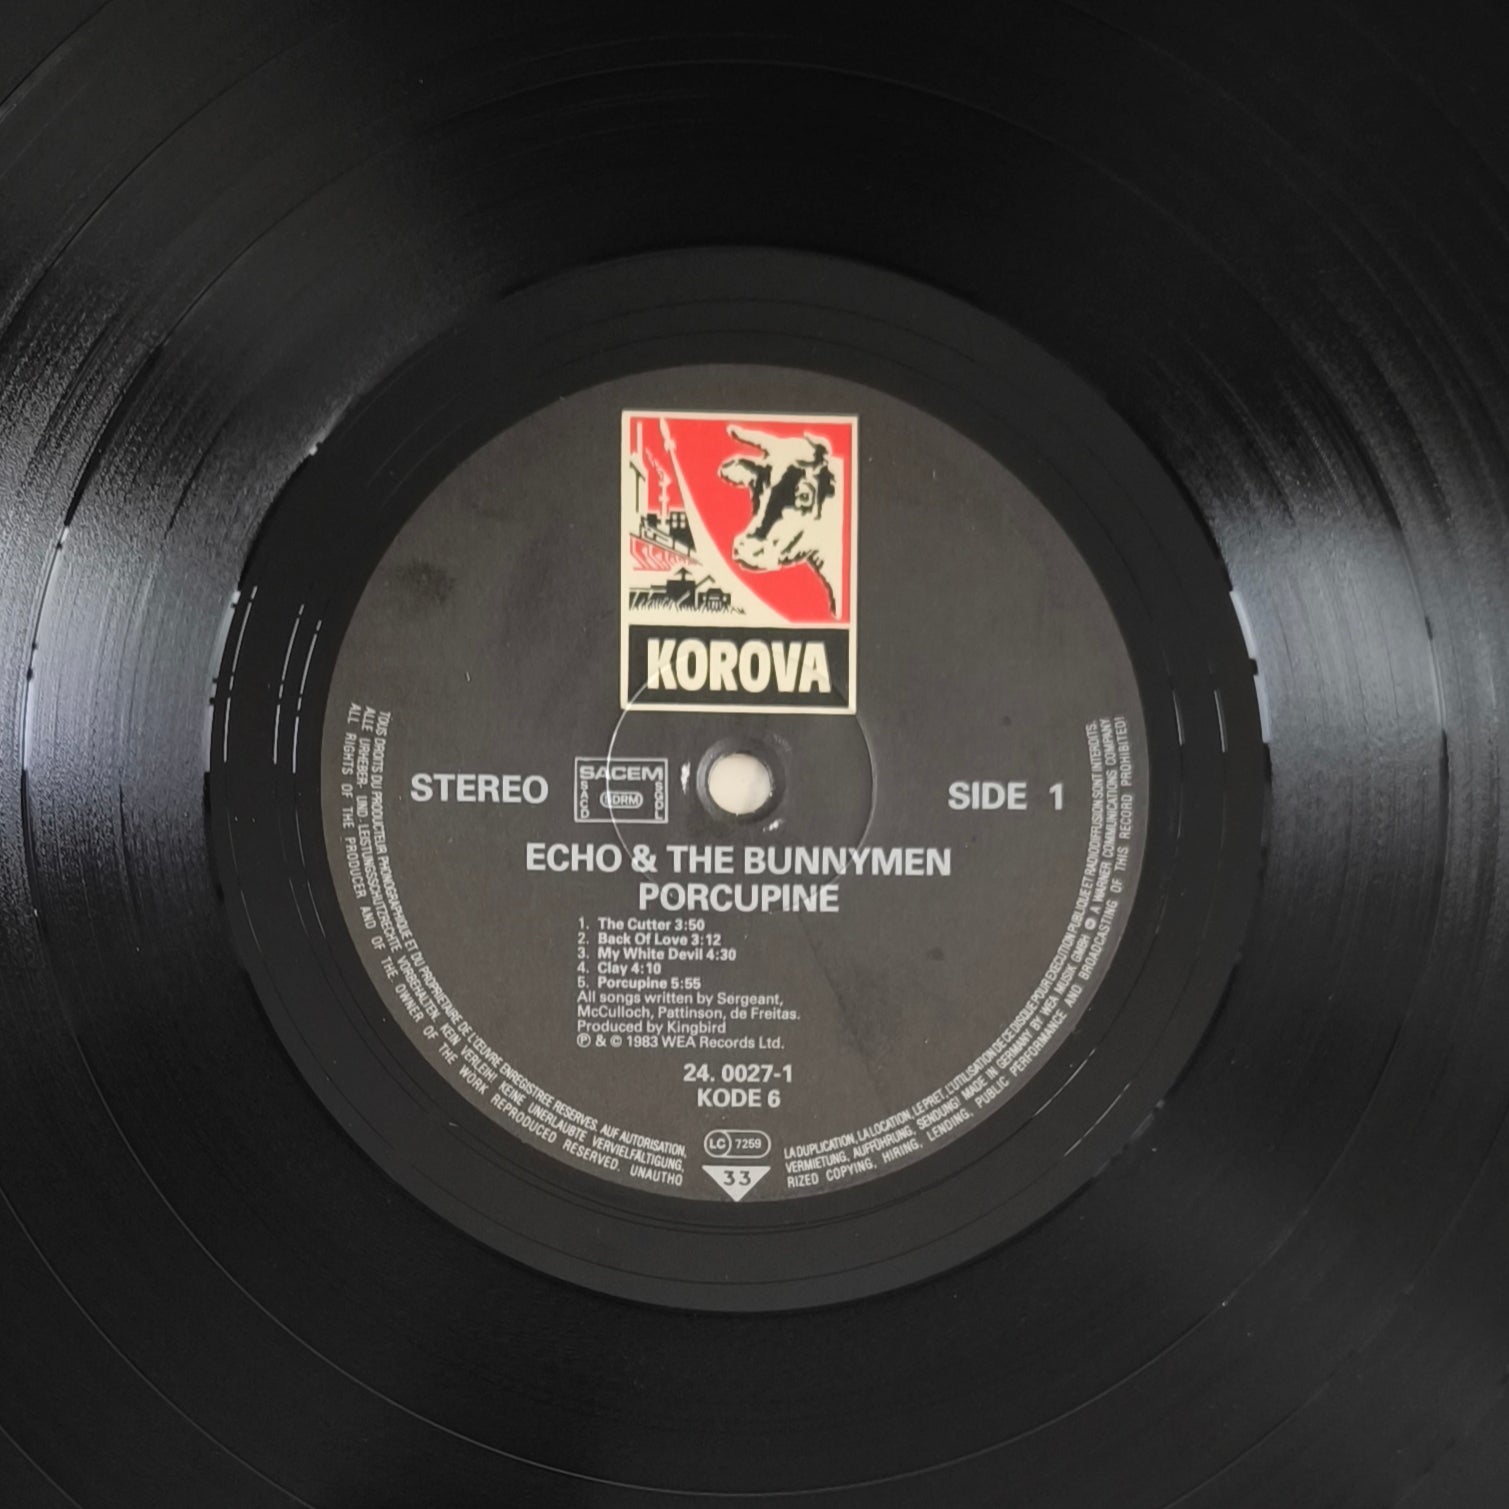 KOROVA
STEREO
SACEM
SACD
SDRM
SGDL
SIDE 1
ECHO & THE BUNNYMEN
PORCUPINE
1. The Cutter 3:50
2. Back Of Love 3:12
3. My White Devil 4:30
4. Clay 4:10
5. Porcupine 5:55
All songs written by Sergeant,
McCulloch, Pattinson, de Freitas.
Produced by Kingbird
℗ & © 1983 WEA Records Ltd.
24. 0027-1
KODE 6
LC 7259
33
TOUS DROITS DU PRODUCTEUR PHONOGRAPHIQUE ET DU PROPRIETAIRE DE L'ŒUVRE ENREGISTREE RESERVES. AUF AUTORISATION,
LA DUPLICATION, LA LOCATION, LE PRET, L'UTILISATION DE CE DISQUE POUR EXECUTION PUBLIQUE ET RADIODIFFUSION SONT INTERDITS.
ALLE URHEBER- UND LEISTUNGSSCHUTZRECHTE VORBEHALTEN. KEIN VERLEIH! KEINE UNERLAUBTE VERVIELFÄLTIGUNG,
VERMIETUNG, AUFFÜHRUNG, SENDUNG! MADE IN GERMANY BY WEA MUSIK GMBH A WARNER COMMUNICATIONS COMPANY
ALL RIGHTS OF THE PRODUCER AND OF THE OWNER OF THE WORK REPRODUCED RESERVED. UNAUTHO
RIZED COPYING, HIRING, LENDING, PUBLIC PERFORMANCE AND BROADCASTING OF THIS RECORD PROHIBITED!